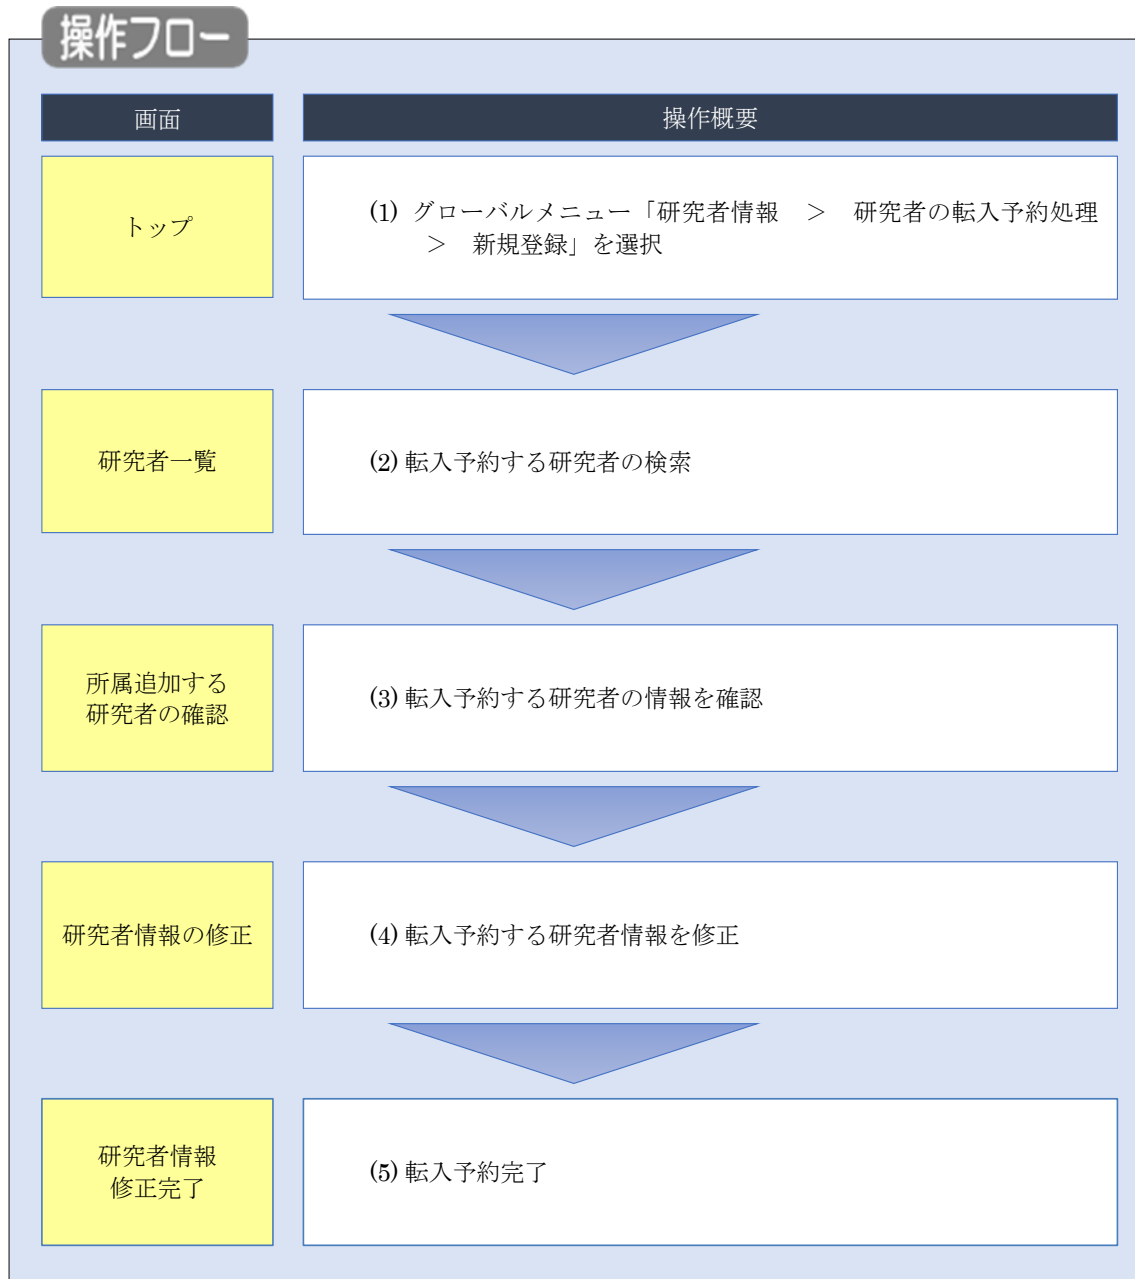 操作フロー
画面
操作概要
トップ
(1) グローバルメニュー「研究者情報　＞　研究者の転入予約処理
＞　新規登録」を選択
研究者一覧
(2) 転入予約する研究者の検索
所属追加する
研究者の確認
(3) 転入予約する研究者の情報を確認
研究者情報の修正
(4) 転入予約する研究者情報を修正
研究者情報
修正完了
(5) 転入予約完了